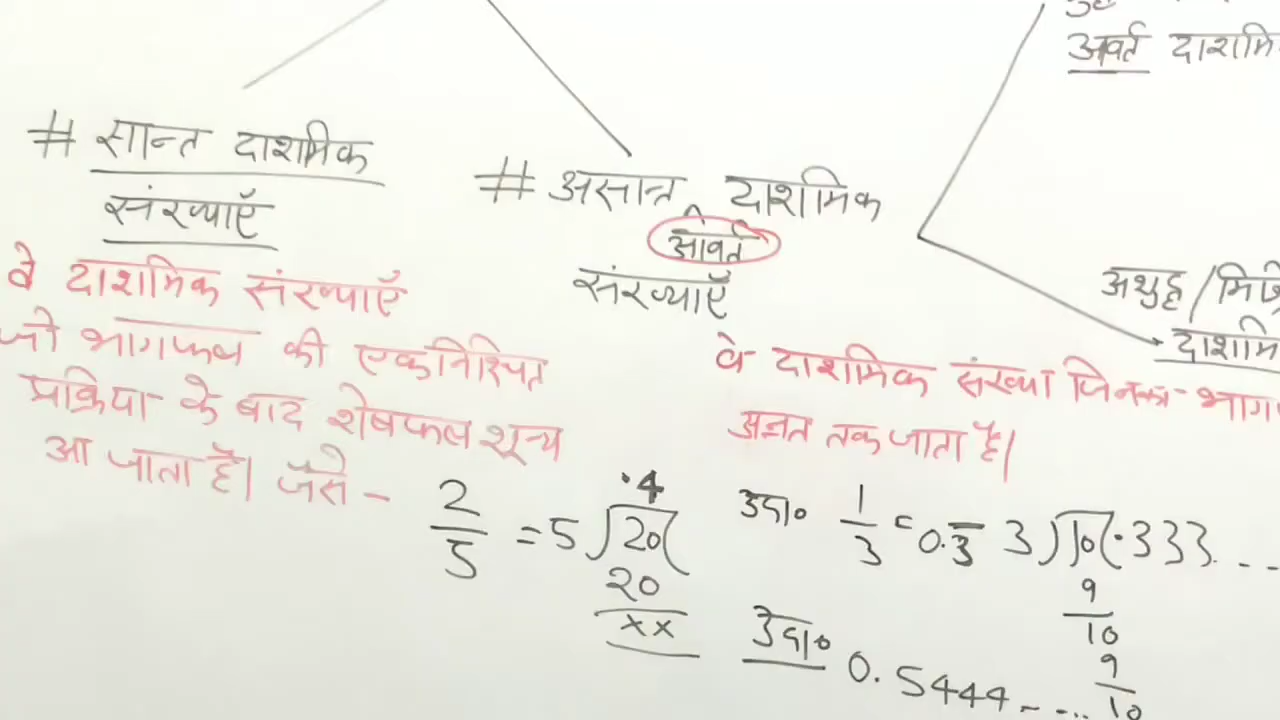 # सान्त दाशमिक
संख्याएँ
वे दाशमिक संख्याएँ
जो भागफल की एक निश्चित
प्रक्रिया के बाद शेषफल शून्य
आ जाता है। जैसे -
2/5 = 5)20(.4
20
××
# असान्त दाशमिक
आवर्त
संख्याएँ
वे दाशमिक संख्या जिनका भाग
अनन्त तक जाता है।
उदा० 1/3 = 0.3̅ 3)10(.333...
9
10
9
10
उदा० 0.5444-....
आवर्त दाशमि
अशुद्ध/मिश्रि
दाशमि